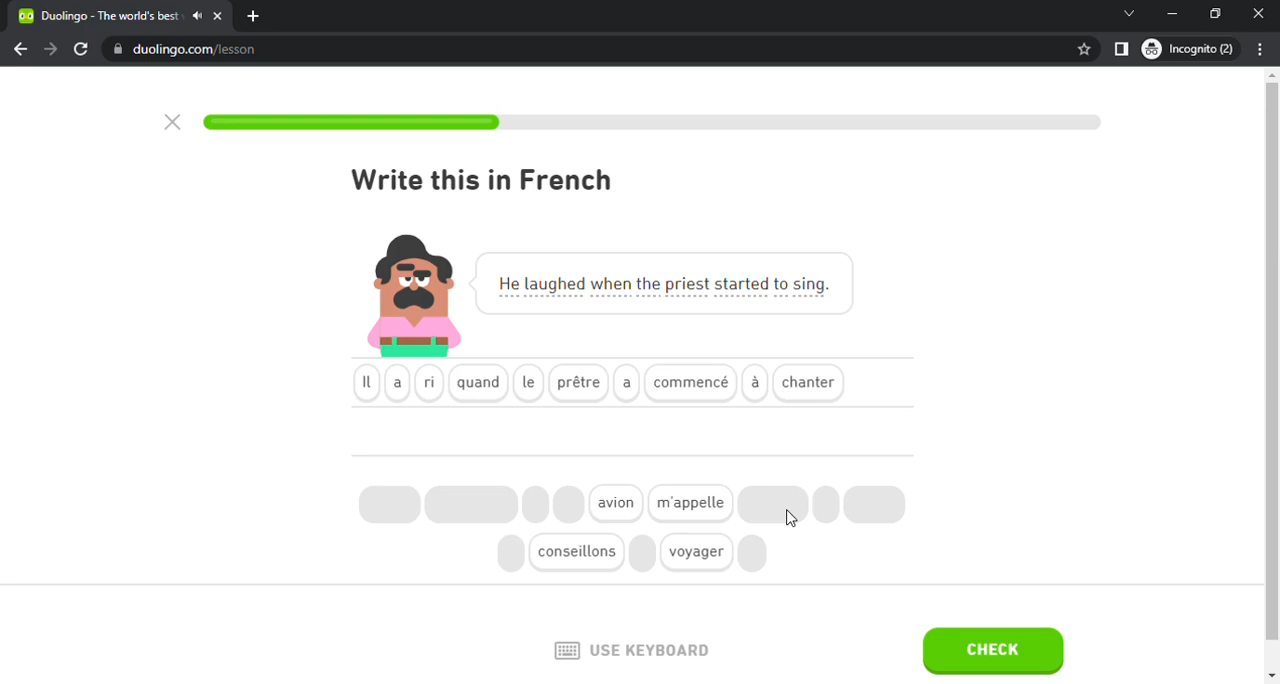 Duolingo - The world's best
duolingo.com/lesson
Incognito (2)
Write this in French
He laughed when the priest started to sing.
Il a ri quand le prêtre a commencé à chanter
avion m'appelle
conseillons voyager
USE KEYBOARD
CHECK